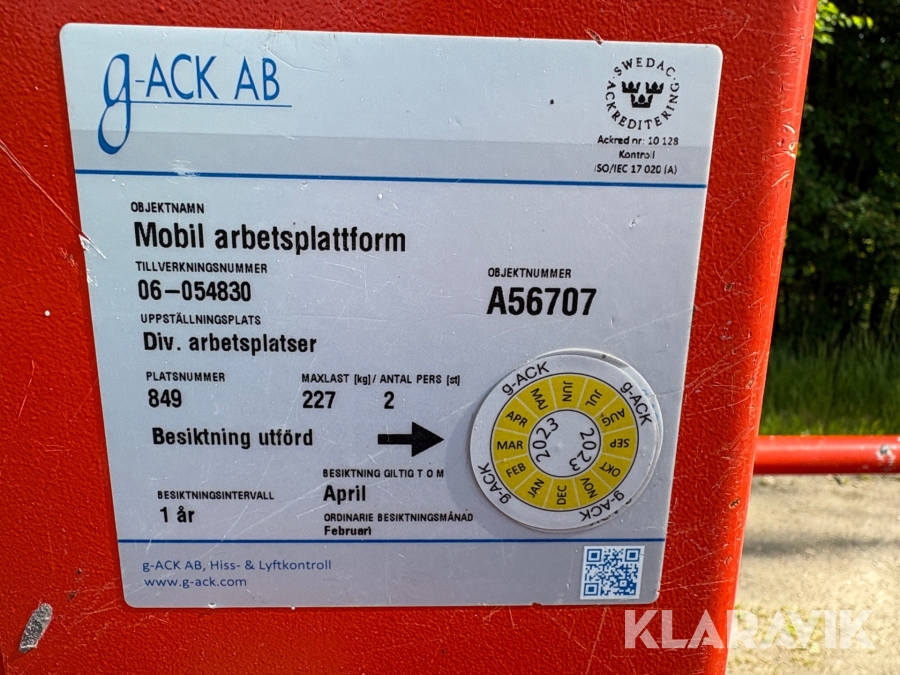 g-ACK AB
SWEDAC
ACKREDITERING
Ackred nr: 10 128
Kontroll
ISO/IEC 17 020 (A)
OBJEKTNAMN
Mobil arbetsplattform
TILLVERKNINGSNUMMER
06-054830
OBJEKTNUMMER
A56707
UPPSTÄLLNINGSPLATS
Div. arbetsplatser
PLATSNUMMER
849
MAXLAST [kg]/ ANTAL PERS [st]
227 2
Besiktning utförd
g-ACK
g-ACK
g-ACK
g-ACK
JAN
FEB
MAR
APR
MAJ
JUN
JUL
AUG
SEP
OKT
NOV
DEC
2023
2023
BESIKTNING GILTIG T O M
April
BESIKTNINGSINTERVALL
1 år
ORDINARIE BESIKTNINGSMÅNAD
Februari
g-ACK AB, Hiss- & Lyftkontroll
www.g-ack.com
KLARAVIK